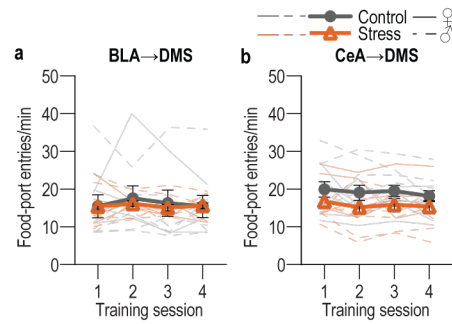 Control ♀
Stress ♂
a BLA→DMS b CeA→DMS
Food-port entries/min
50
40
30
20
10
0
1 2 3 4
Training session
Food-port entries/min
50
40
30
20
10
0
1 2 3 4
Training session